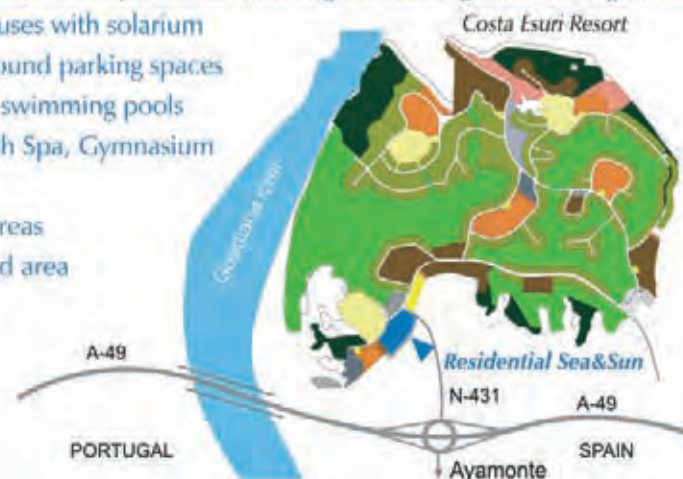 uses with solarium
ound parking spaces
swimming pools
h Spa, Gymnasium
reas
d area
Costa Esuri Resort
Guadiana River
A-49
Residential Sea&Sun
N-431
A-49
PORTUGAL
SPAIN
Ayamonte